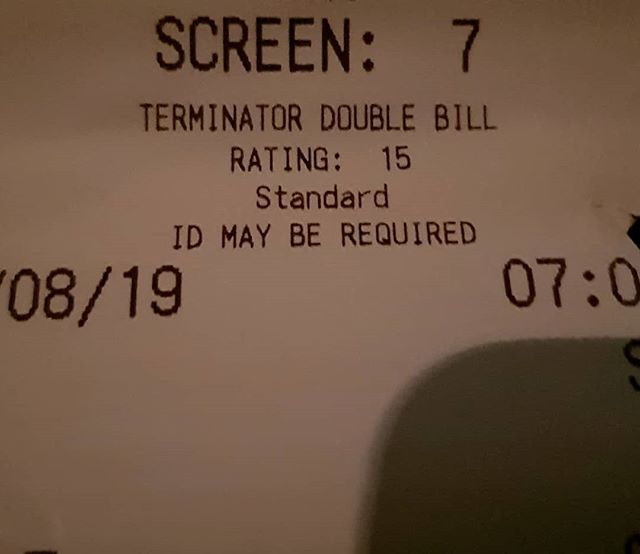 SCREEN: 7
TERMINATOR DOUBLE BILL
RATING: 15
Standard
ID MAY BE REQUIRED
/08/19 07:0